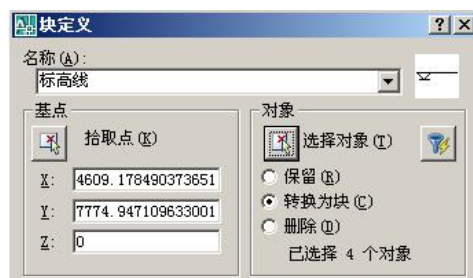 块定义
名称(A):
标高线
基点
拾取点(K)
X: 4609.178490373651
Y: 7774.947109633001
Z: 0
对象
选择对象(T)
保留(R)
转换为块(C)
删除(D)
已选择 4 个对象